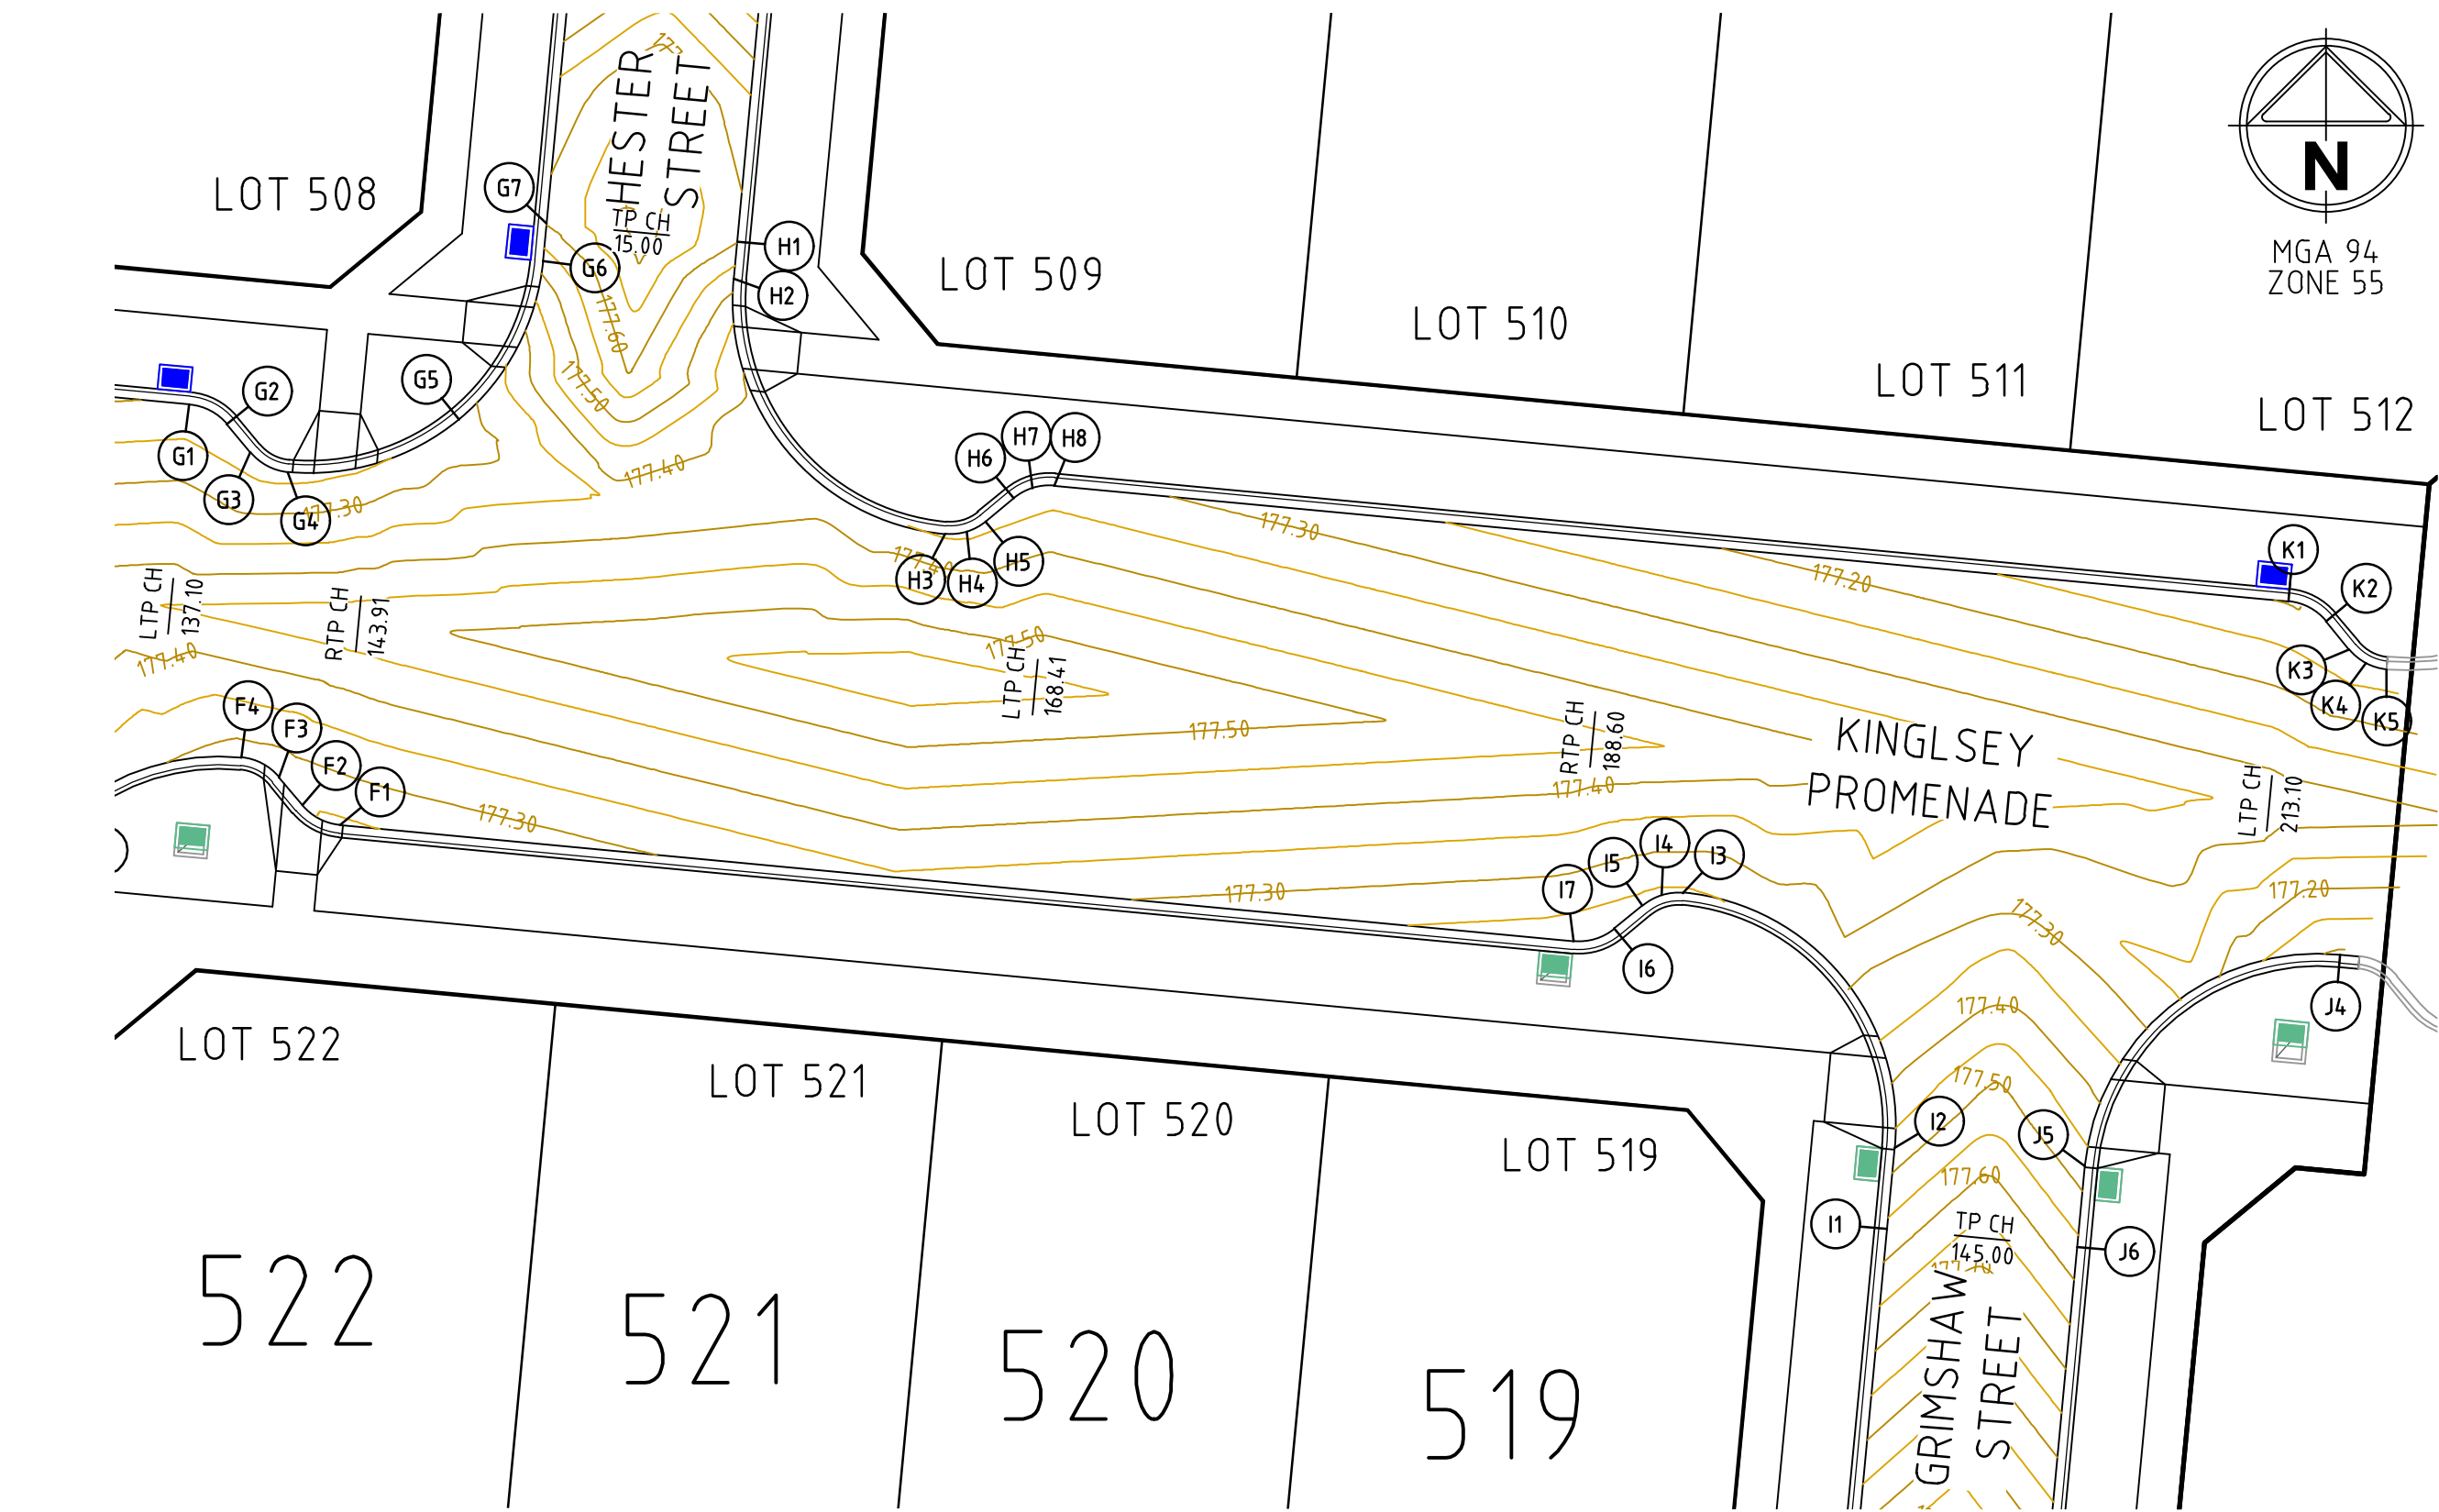 HESTER
STREET
177
G7
LOT 508
TP CH
15.00
H1
G6
H2
LOT 509
N
MGA 94
ZONE 55
LOT 510
LOT 511
LOT 512
177.60
177.50
G2
G5
G1
G3
G4
177.30
177.40
H6
H7
H8
177.40
H3
H4
H5
177.30
177.20
K1
K2
K3
K4
K5
LTP CH
137.10
RTP CH
143.91
177.40
177.50
LTP CH
168.41
177.50
RTP CH
188.60
177.40
KINGLSEY
PROMENADE
LTP CH
213.10
F4
F3
F2
F1
177.30
177.30
I7
I5
I4
I3
I6
177.20
177.30
177.40
177.50
177.60
J4
J5
I2
I1
J6
TP CH
145.00
GRIMSHAW
STREET
LOT 522
LOT 521
LOT 520
LOT 519
522
521
520
519